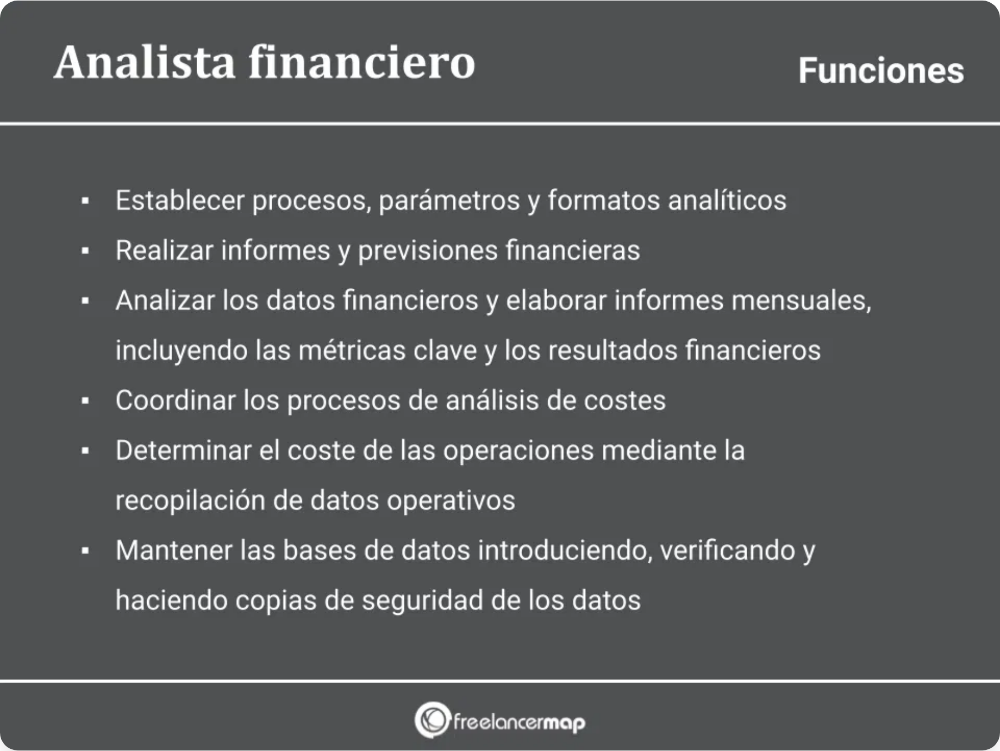 Analista financiero
Funciones
▪ Establecer procesos, parámetros y formatos analíticos
▪ Realizar informes y previsiones financieras
▪ Analizar los datos financieros y elaborar informes mensuales,
incluyendo las métricas clave y los resultados financieros
▪ Coordinar los procesos de análisis de costes
▪ Determinar el coste de las operaciones mediante la
recopilación de datos operativos
▪ Mantener las bases de datos introduciendo, verificando y
haciendo copias de seguridad de los datos
freelancermap